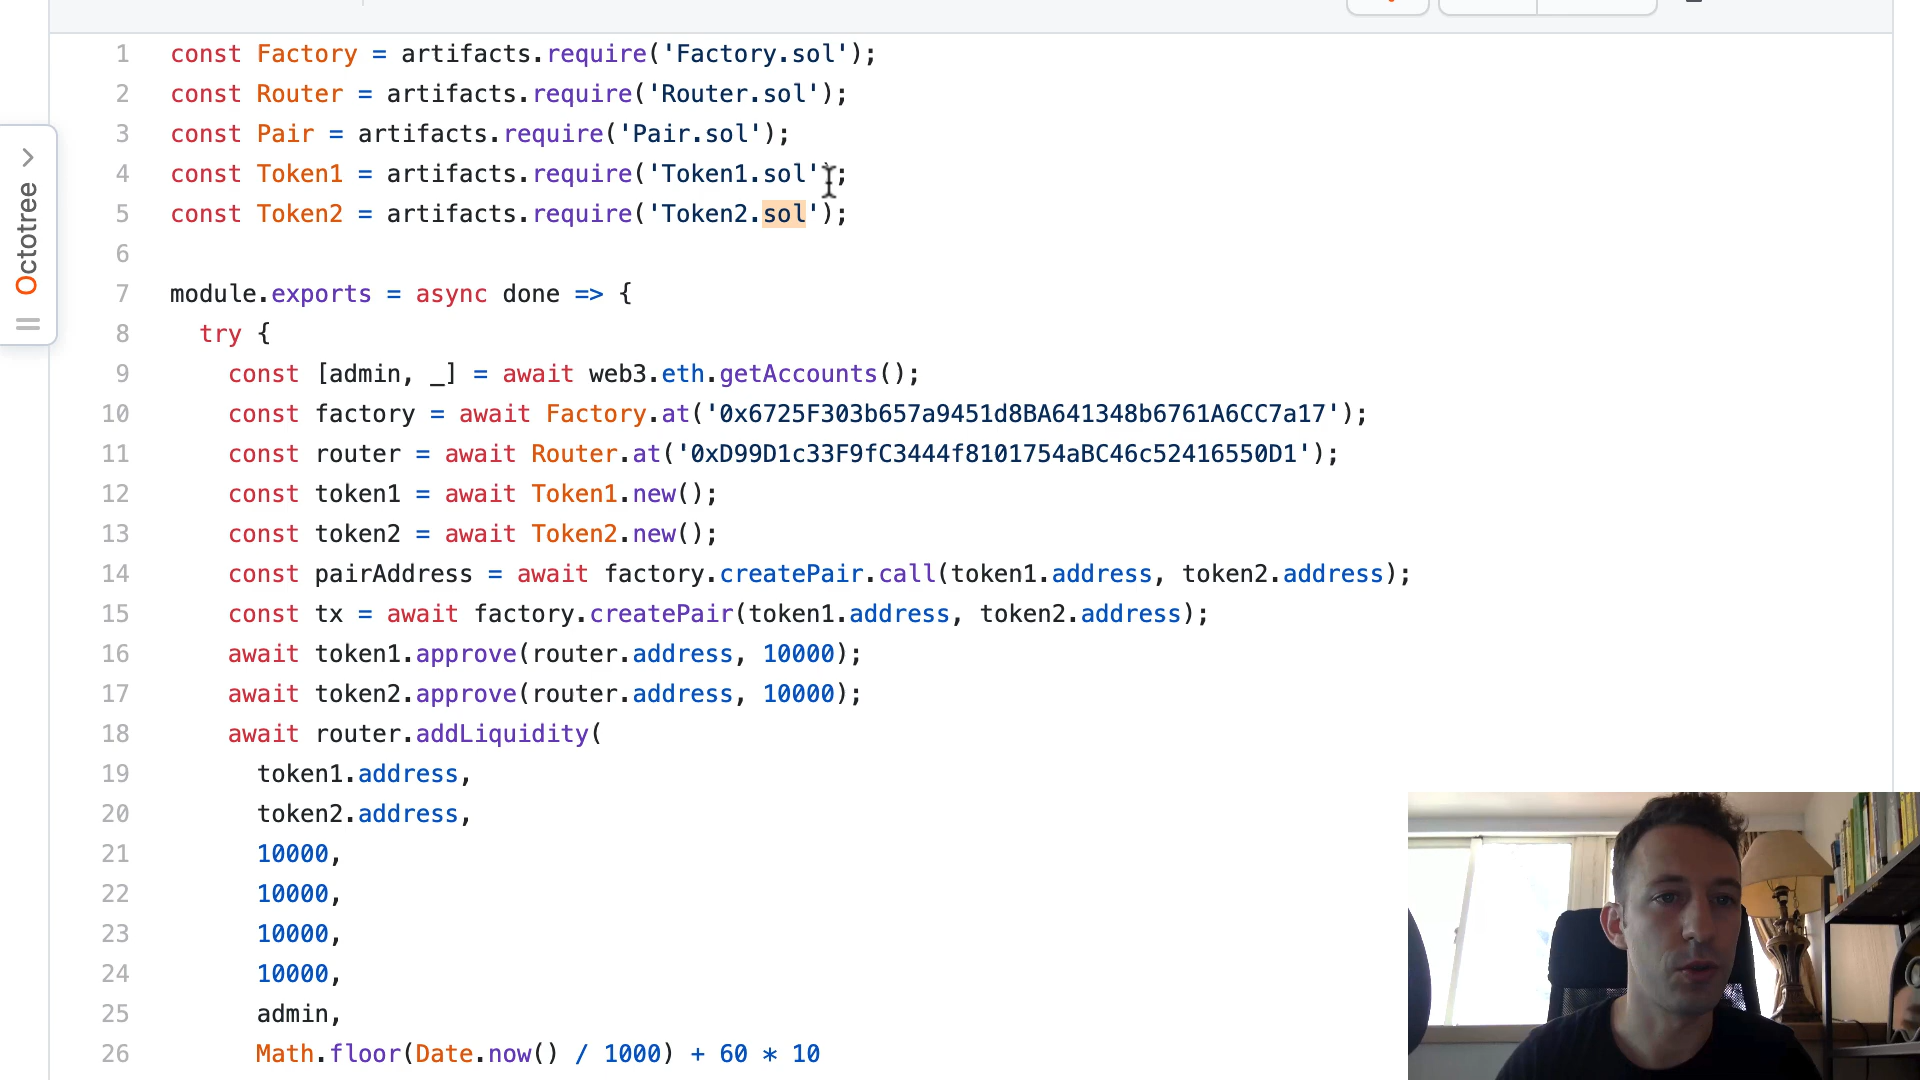 Octotree
1 const Factory = artifacts.require('Factory.sol');
2 const Router = artifacts.require('Router.sol');
3 const Pair = artifacts.require('Pair.sol');
4 const Token1 = artifacts.require('Token1.sol');
5 const Token2 = artifacts.require('Token2.sol');
6
7 module.exports = async done => {
8 try {
9 const [admin, _] = await web3.eth.getAccounts();
10 const factory = await Factory.at('0x6725F303b657a9451d8BA641348b6761A6CC7a17');
11 const router = await Router.at('0xD99D1c33F9fC3444f8101754aBC46c52416550D1');
12 const token1 = await Token1.new();
13 const token2 = await Token2.new();
14 const pairAddress = await factory.createPair.call(token1.address, token2.address);
15 const tx = await factory.createPair(token1.address, token2.address);
16 await token1.approve(router.address, 10000);
17 await token2.approve(router.address, 10000);
18 await router.addLiquidity(
19 token1.address,
20 token2.address,
21 10000,
22 10000,
23 10000,
24 10000,
25 admin,
26 Math.floor(Date.now() / 1000) + 60 * 10